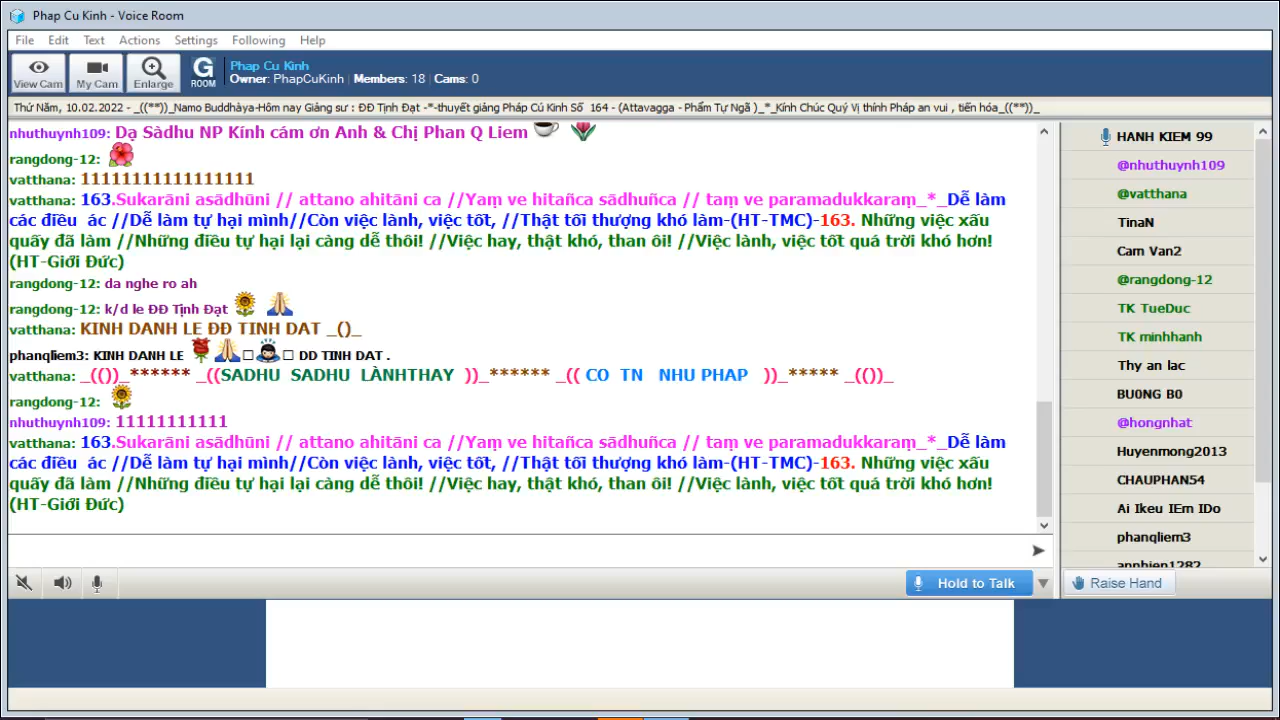 Phap Cu Kinh - Voice Room
File Edit Text Actions Settings Following Help
View Cam My Cam Enlarge G ROOM
Phap Cu Kinh
Owner: PhapCuKinh | Members: 18 | Cams: 0
Thứ Năm, 10.02.2022 - _((**))_Namo Buddhàya-Hôm nay Giảng sư : ĐĐ Tịnh Đạt -*-thuyết giảng Pháp Cú Kinh Số 164 - (Attavagga - Phẩm Tự Ngã )_*_Kính Chúc Quý Vị thính Pháp an vui , tiến hóa_((**))_
nhuthuynh109: Dạ Sàdhu NP Kính cám ơn Anh & Chị Phan Q Liem
rangdong-12:
vatthana: 11111111111111111
vatthana: 163.Sukarāni asādhūni // attano ahitāni ca //Yaṃ ve hitañca sādhuñca // taṃ ve paramadukkaraṃ_*_Dễ làm
các điều ác //Dễ làm tự hại mình//Còn việc lành, việc tốt, //Thật tối thượng khó làm-(HT-TMC)-163. Những việc xấu
quấy đã làm //Những điều tự hại lại càng dễ thôi! //Việc hay, thật khó, than ôi! //Việc lành, việc tốt quá trời khó hơn!
(HT-Giới Đức)
rangdong-12: da nghe ro ah
rangdong-12: k/d le ĐĐ Tịnh Đạt
vatthana: KINH DANH LE ĐĐ TINH DAT _()_
phanqliem3: KINH DANH LE DD TINH DAT .
vatthana: _(())_****** _((SADHU SADHU LÀNHTHAY ))_****** _(( CO TN NHU PHAP ))_***** _(())_
rangdong-12:
nhuthuynh109: 11111111111
vatthana: 163.Sukarāni asādhūni // attano ahitāni ca //Yaṃ ve hitañca sādhuñca // taṃ ve paramadukkaraṃ_*_Dễ làm
các điều ác //Dễ làm tự hại mình//Còn việc lành, việc tốt, //Thật tối thượng khó làm-(HT-TMC)-163. Những việc xấu
quấy đã làm //Những điều tự hại lại càng dễ thôi! //Việc hay, thật khó, than ôi! //Việc lành, việc tốt quá trời khó hơn!
(HT-Giới Đức)
Hold to Talk
HANH KIEM 99
@nhuthuynh109
@vatthana
TinaN
Cam Van2
@rangdong-12
TK TueDuc
TK minhhanh
Thy an lac
BU0NG B0
@hongnhat
Huyenmong2013
CHAUPHAN54
Ai Ikeu IEm IDo
phanqliem3
Raise Hand